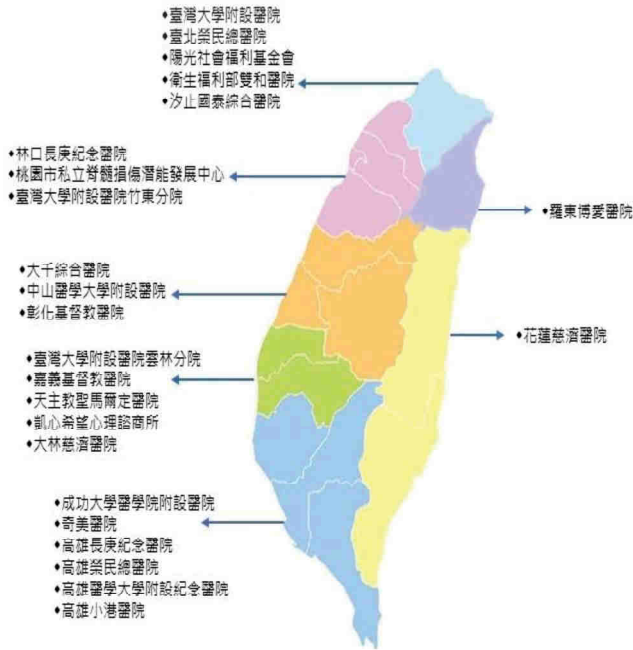 ♦臺灣大學附設醫院
♦臺北榮民總醫院
♦陽光社會福利基金會
♦衛生福利部雙和醫院
♦汐止國泰綜合醫院
♦林口長庚紀念醫院
♦桃園市私立脊髓損傷潛能發展中心
♦臺灣大學附設醫院竹東分院
♦羅東博愛醫院
♦大千綜合醫院
♦中山醫學大學附設醫院
♦彰化基督教醫院
♦花蓮慈濟醫院
♦臺灣大學附設醫院雲林分院
♦嘉義基督教醫院
♦天主教聖馬爾定醫院
♦凱心希望心理諮商所
♦大林慈濟醫院
♦成功大學醫學院附設醫院
♦奇美醫院
♦高雄長庚紀念醫院
♦高雄榮民總醫院
♦高雄醫學大學附設紀念醫院
♦高雄小港醫院